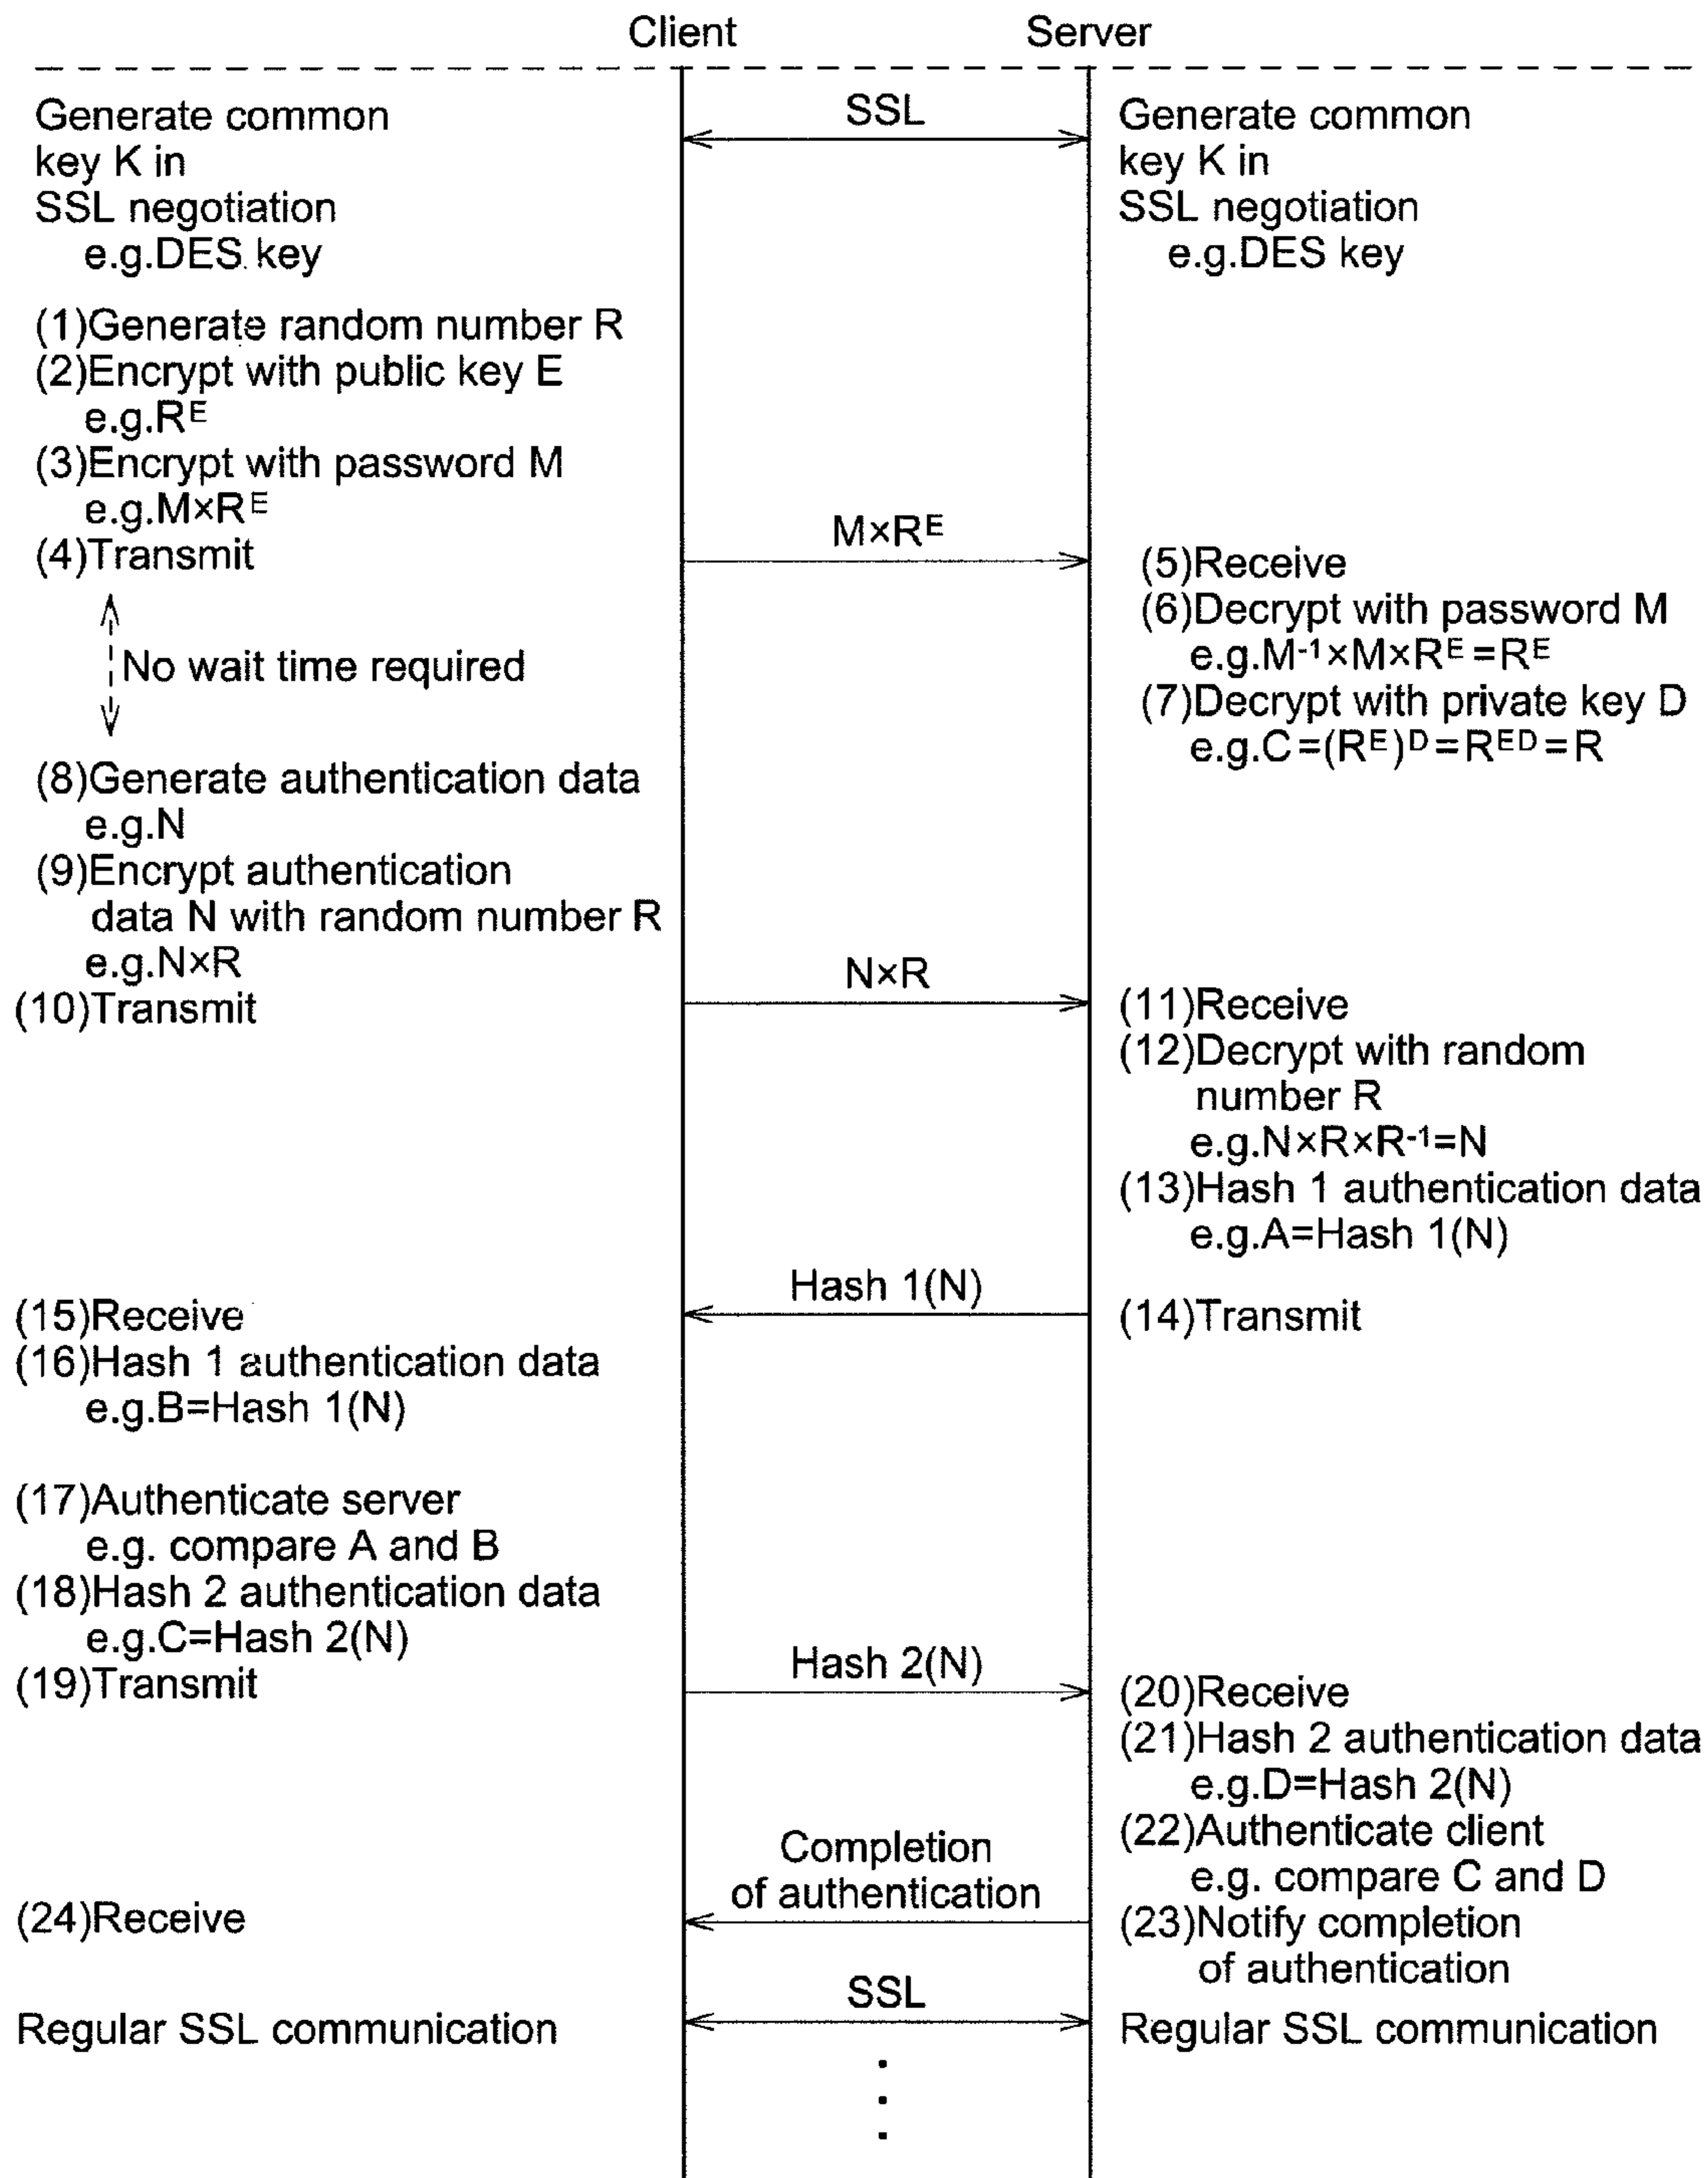 Client
Server
Generate common
key K in
SSL negotiation
e.g.DES key
SSL
Generate common
key K in
SSL negotiation
e.g.DES key
(1)Generate random number R
(2)Encrypt with public key E
e.g.Rᴱ
(3)Encrypt with password M
e.g.M×Rᴱ
(4)Transmit
M×Rᴱ
(5)Receive
(6)Decrypt with password M
e.g.M⁻¹×M×Rᴱ=Rᴱ
(7)Decrypt with private key D
e.g.C=(Rᴱ)ᴰ=Rᴱᴰ=R
No wait time required
(8)Generate authentication data
e.g.N
(9)Encrypt authentication
data N with random number R
e.g.N×R
(10)Transmit
N×R
(11)Receive
(12)Decrypt with random
number R
e.g.N×R×R⁻¹=N
(13)Hash 1 authentication data
e.g.A=Hash 1(N)
Hash 1(N)
(14)Transmit
(15)Receive
(16)Hash 1 authentication data
e.g.B=Hash 1(N)
(17)Authenticate server
e.g. compare A and B
(18)Hash 2 authentication data
e.g.C=Hash 2(N)
(19)Transmit
Hash 2(N)
(20)Receive
(21)Hash 2 authentication data
e.g.D=Hash 2(N)
(22)Authenticate client
e.g. compare C and D
Completion
of authentication
(23)Notify completion
of authentication
(24)Receive
SSL
Regular SSL communication
Regular SSL communication